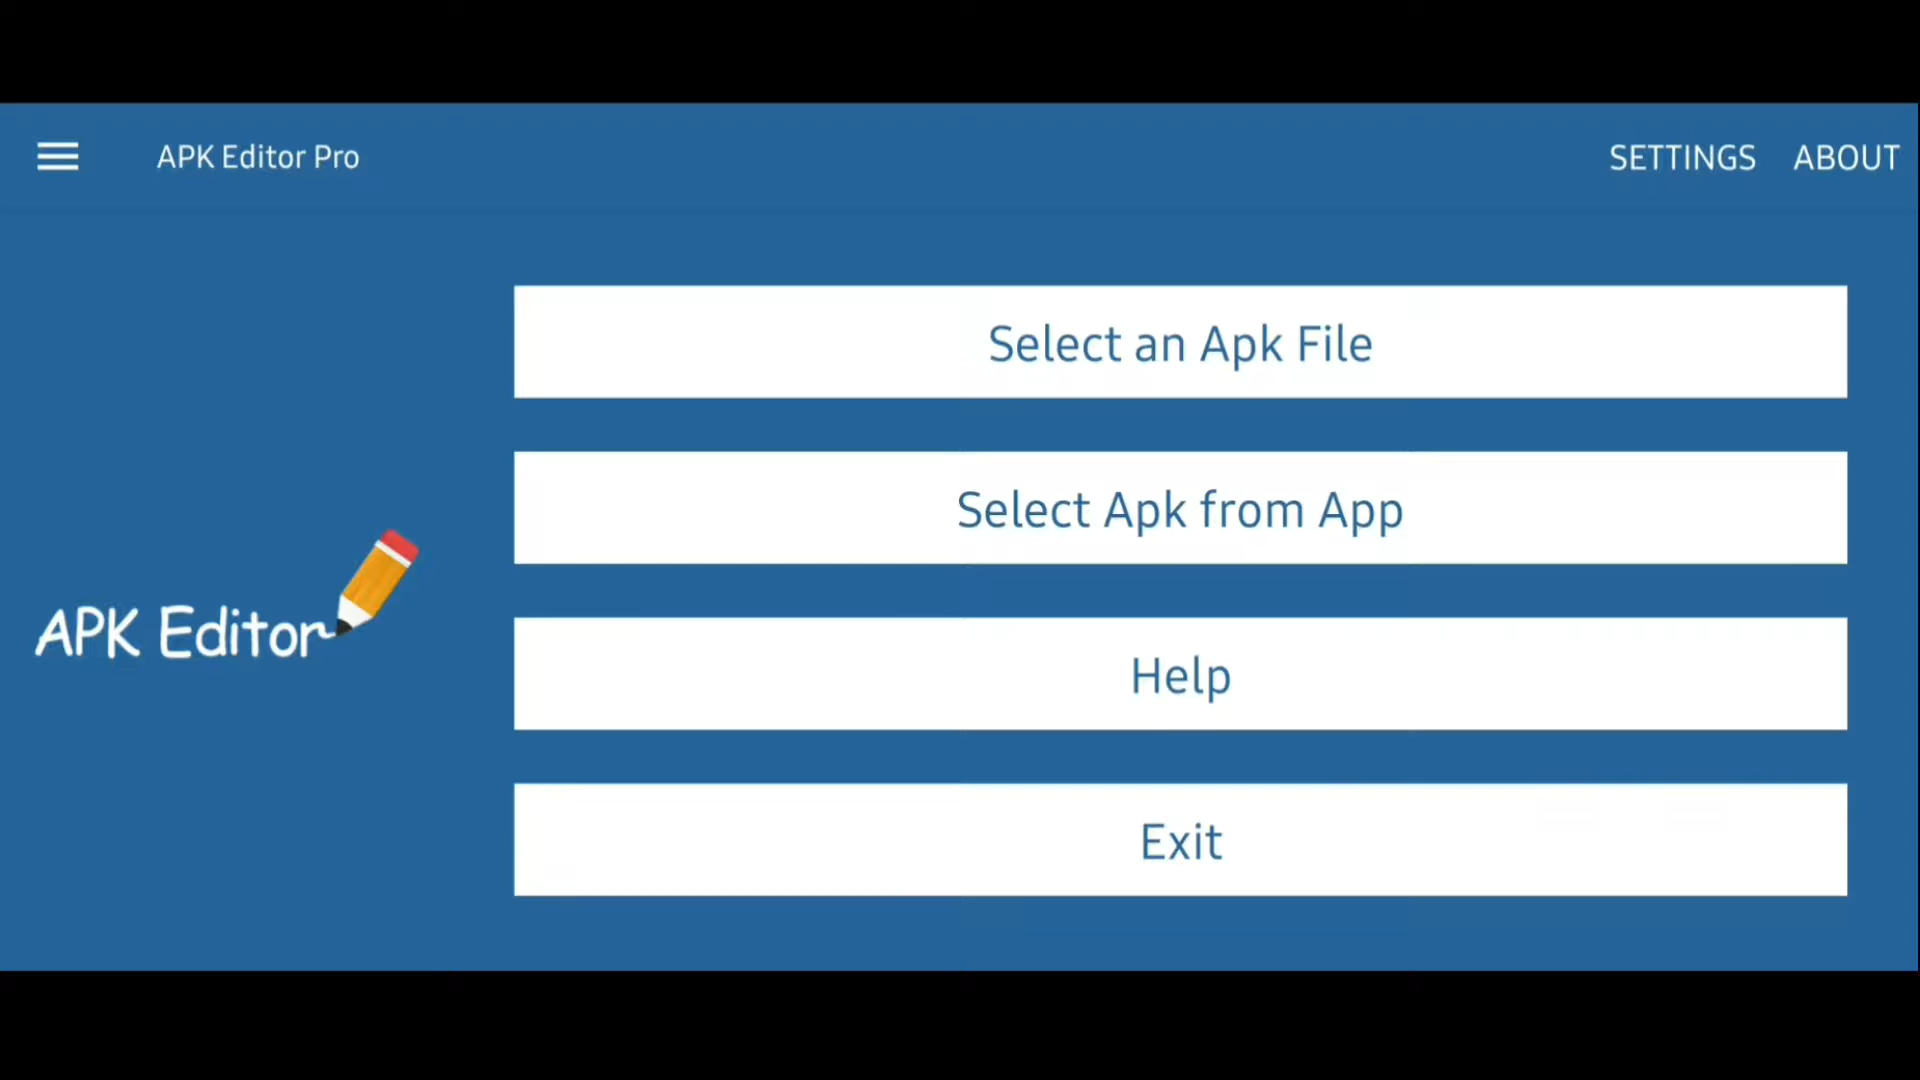 APK Editor Pro
SETTINGS ABOUT
Select an Apk File
Select Apk from App
APK Editor
Help
Exit